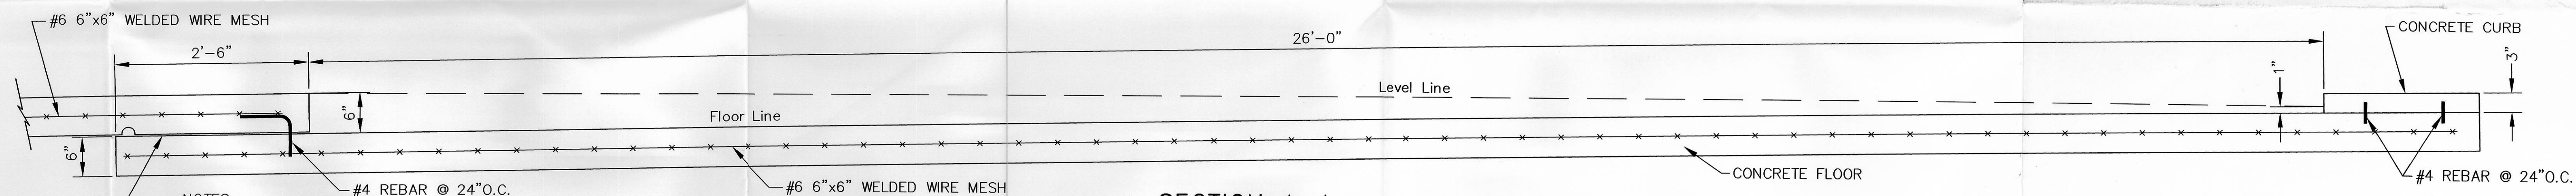 #6 6"x6" WELDED WIRE MESH
2'-6"
26'-0"
CONCRETE CURB
3"
1"
Level Line
6"
Floor Line
6"
NOTES
#4 REBAR @ 24"O.C.
#6 6"x6" WELDED WIRE MESH
CONCRETE FLOOR
#4 REBAR @ 24"O.C.